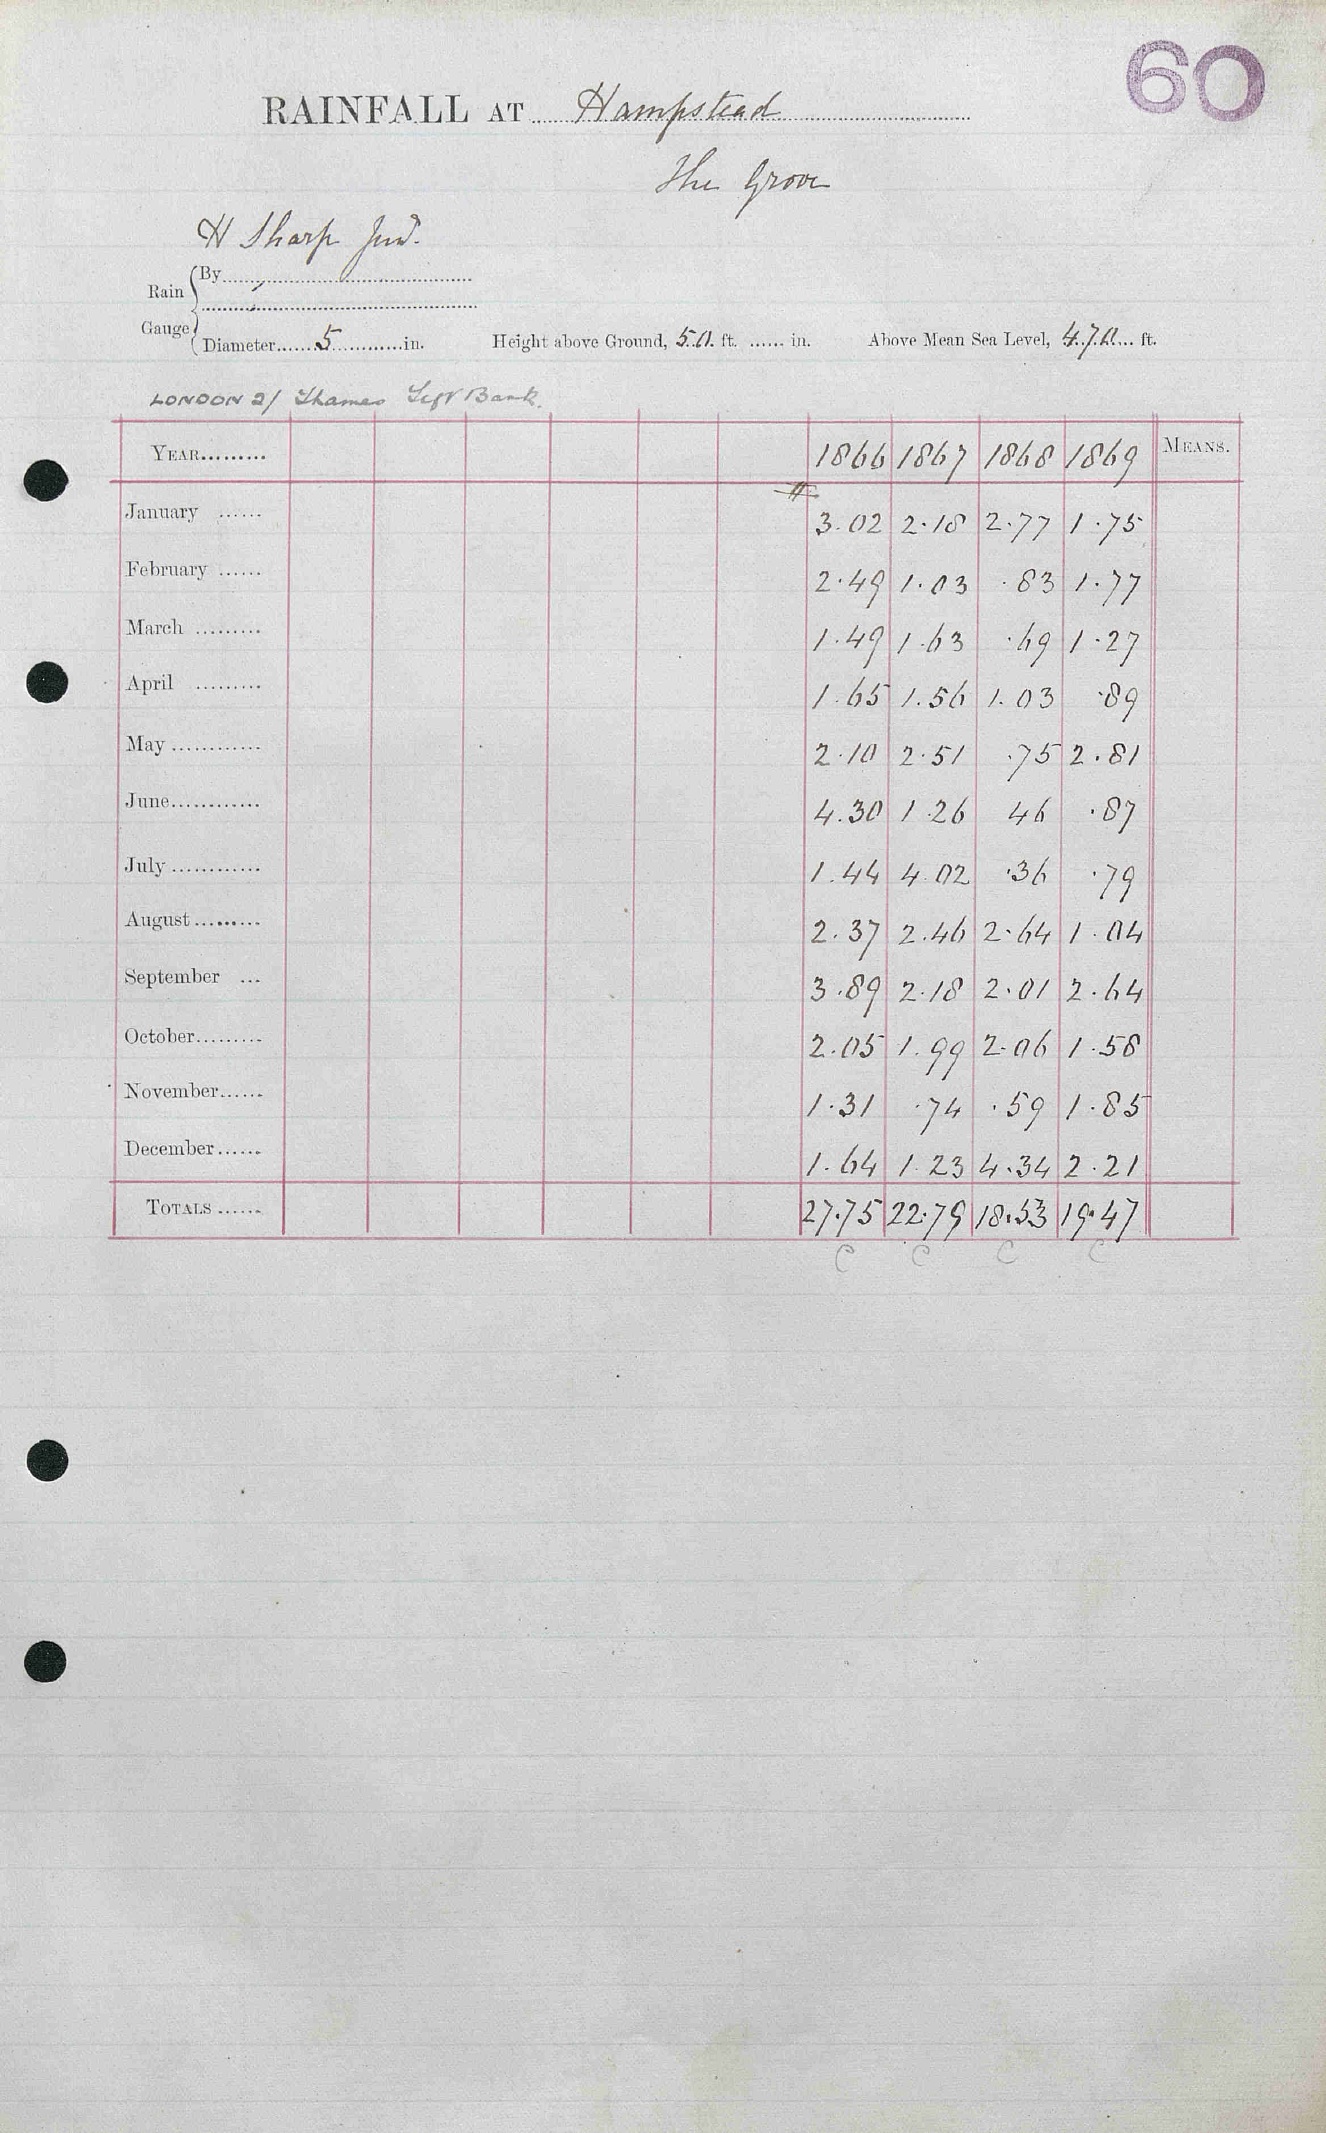 60
RAINFALL AT Hampstead
The Grove
H Sharp Junr.
Rain Gauge
By
Diameter 5 in. Height above Ground, 5.0. ft. in. Above Mean Sea Level, 470 ft.
LONDON 2/ Thames Left Bank.
YEAR 1866 1867 1868 1869 MEANS.
January 3.02 2.18 2.77 1.75
February 2.49 1.03 .83 1.77
March 1.49 1.63 .69 1.27
April 1.65 1.56 1.03 .89
May 2.10 2.51 .75 2.81
June 4.30 1.26 46 .87
July 1.44 4.02 .36 .79
August 2.37 2.46 2.64 1.04
September 3.89 2.18 2.01 2.64
October 2.05 1.99 2.06 1.58
November 1.31 .74 .59 1.85
December 1.64 1.23 4.34 2.21
TOTALS 27.75 22.79 18.53 19.47
C C C C